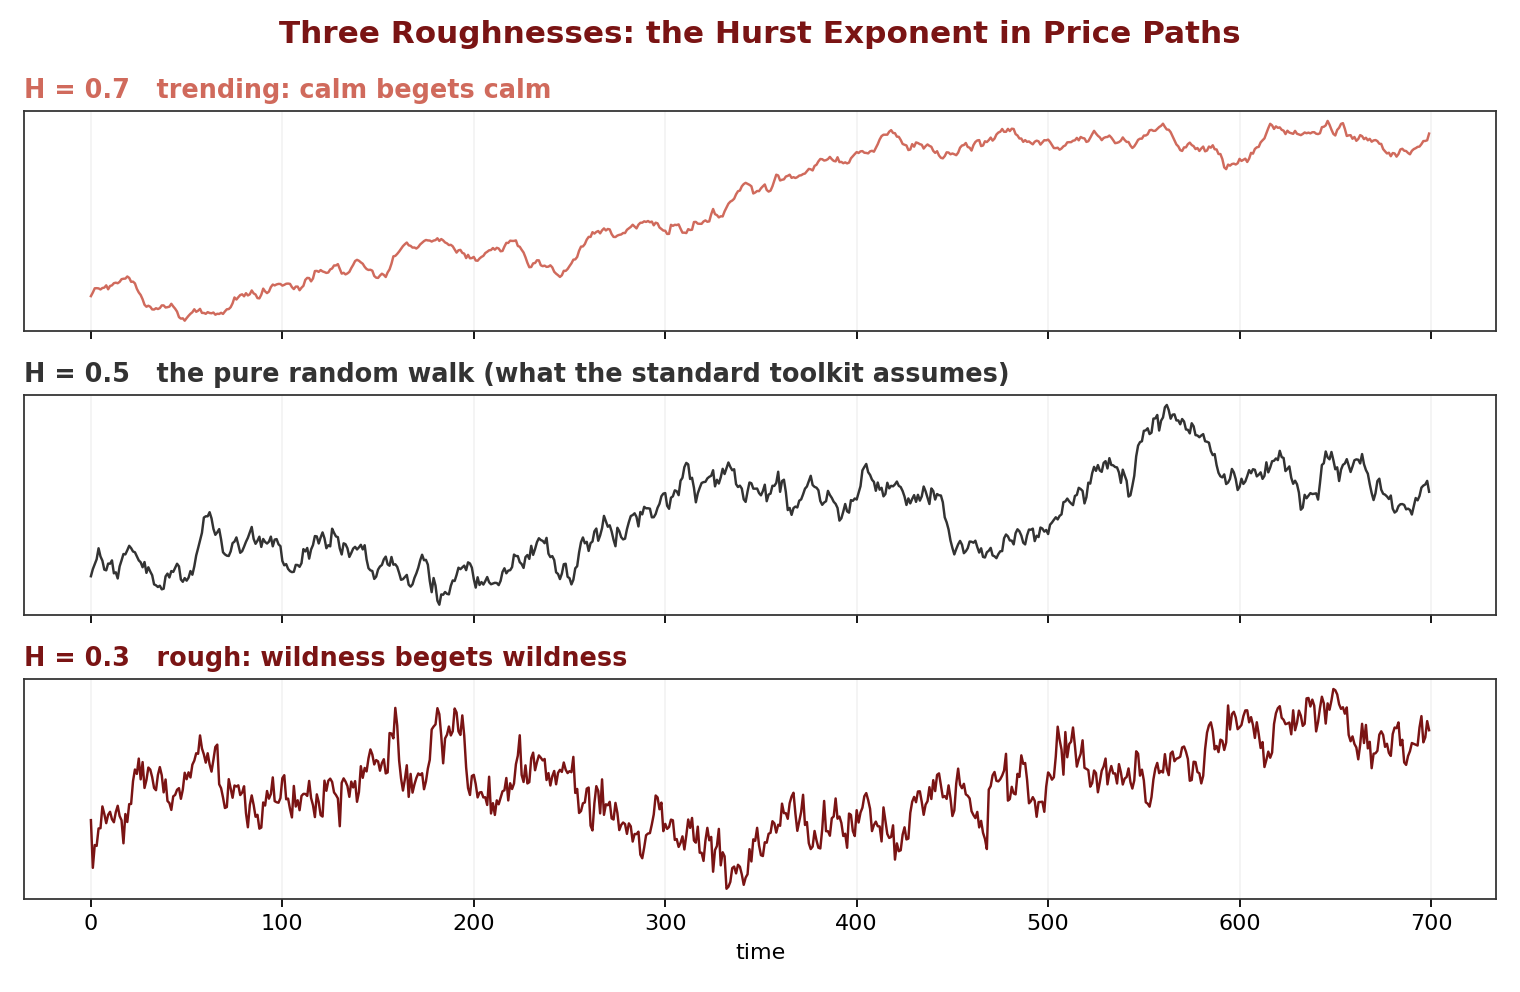 Three Roughnesses: the Hurst Exponent in Price Paths
H = 0.7   trending: calm begets calm
H = 0.5   the pure random walk (what the standard toolkit assumes)
H = 0.3   rough: wildness begets wildness
0 100 200 300 400 500 600 700
time